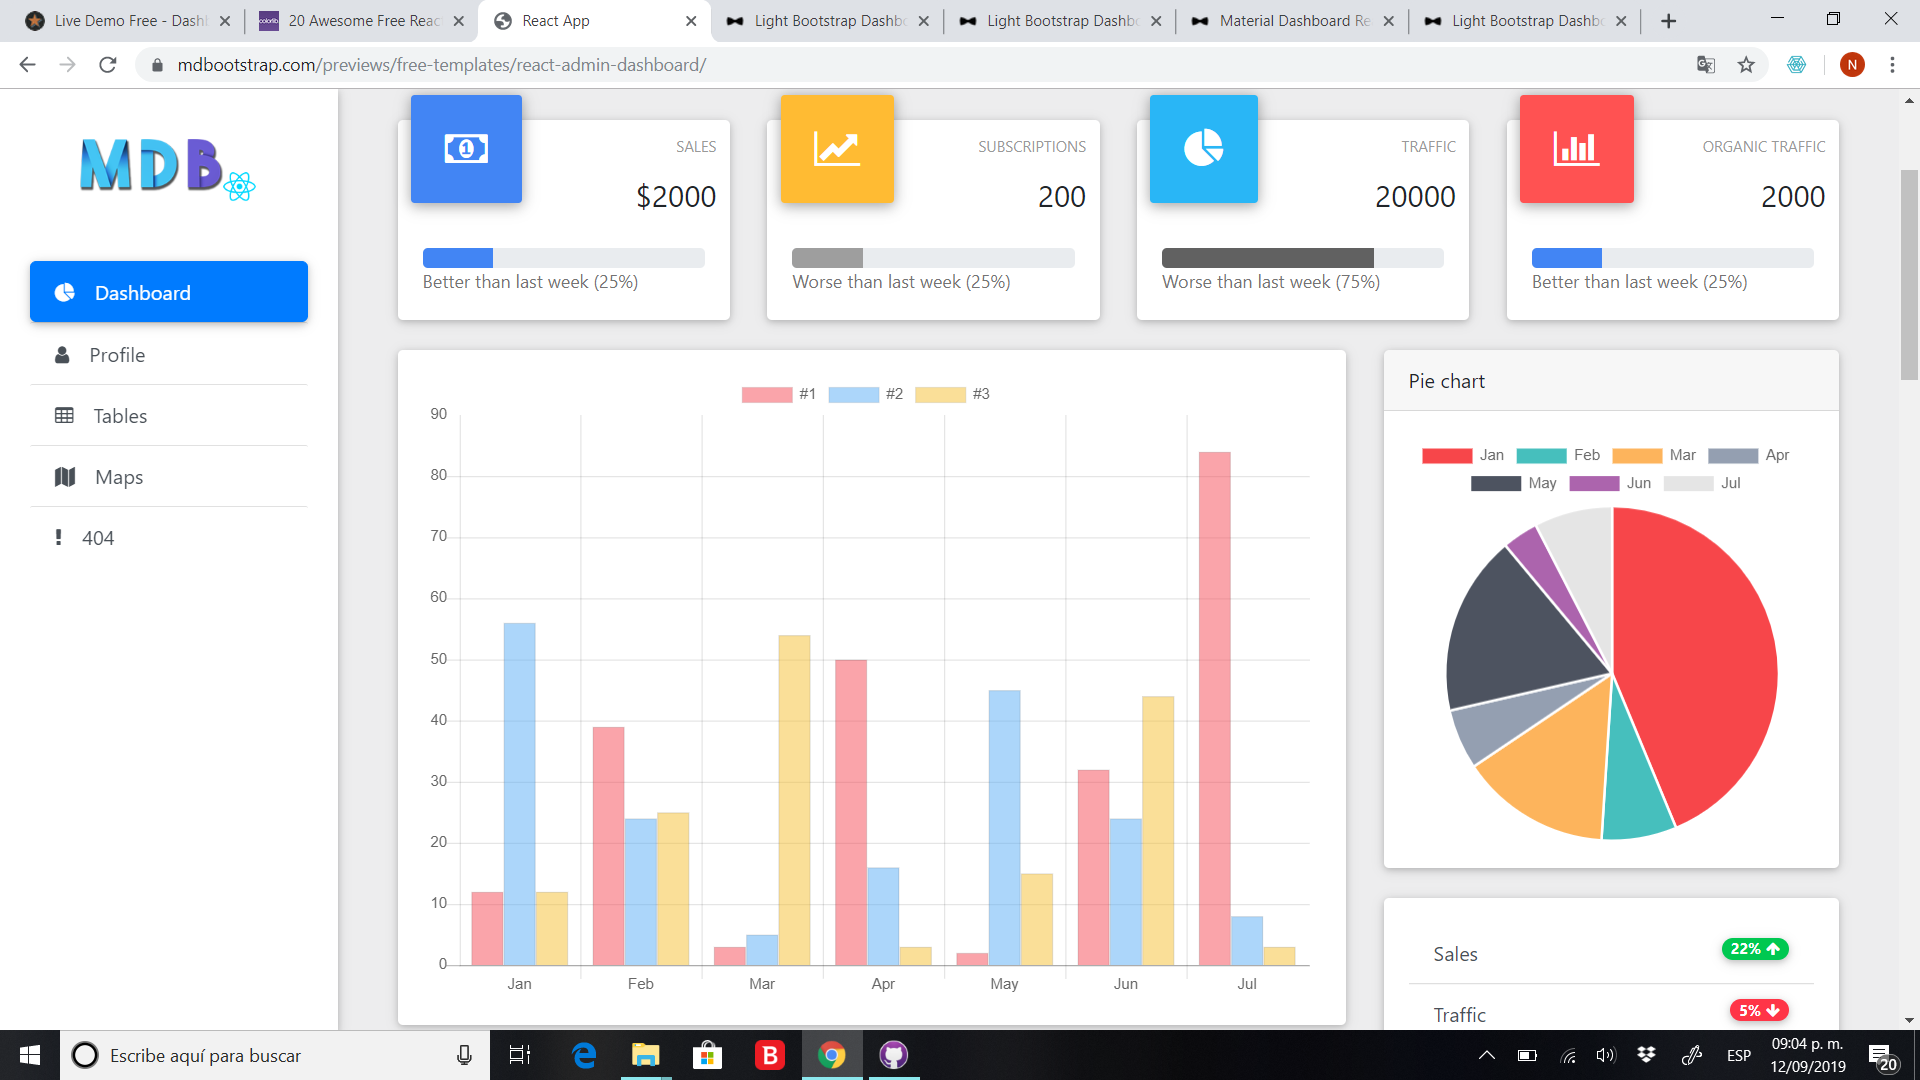 Live Demo Free - Dashl
20 Awesome Free Reac
React App
Light Bootstrap Dashbo
Light Bootstrap Dashbo
Material Dashboard Re
Light Bootstrap Dashbo
mdbootstrap.com/previews/free-templates/react-admin-dashboard/
N
MDB
Dashboard
Profile
Tables
Maps
404
SALES
$2000
Better than last week (25%)
SUBSCRIPTIONS
200
Worse than last week (25%)
TRAFFIC
20000
Worse than last week (75%)
ORGANIC TRAFFIC
2000
Better than last week (25%)
#1 #2 #3
90
80
70
60
50
40
30
20
10
0
Jan Feb Mar Apr May Jun Jul
Pie chart
Jan Feb Mar Apr
May Jun Jul
Sales 22%
Traffic 5%
Escribe aquí para buscar
ESP
09:04 p. m.
12/09/2019
20